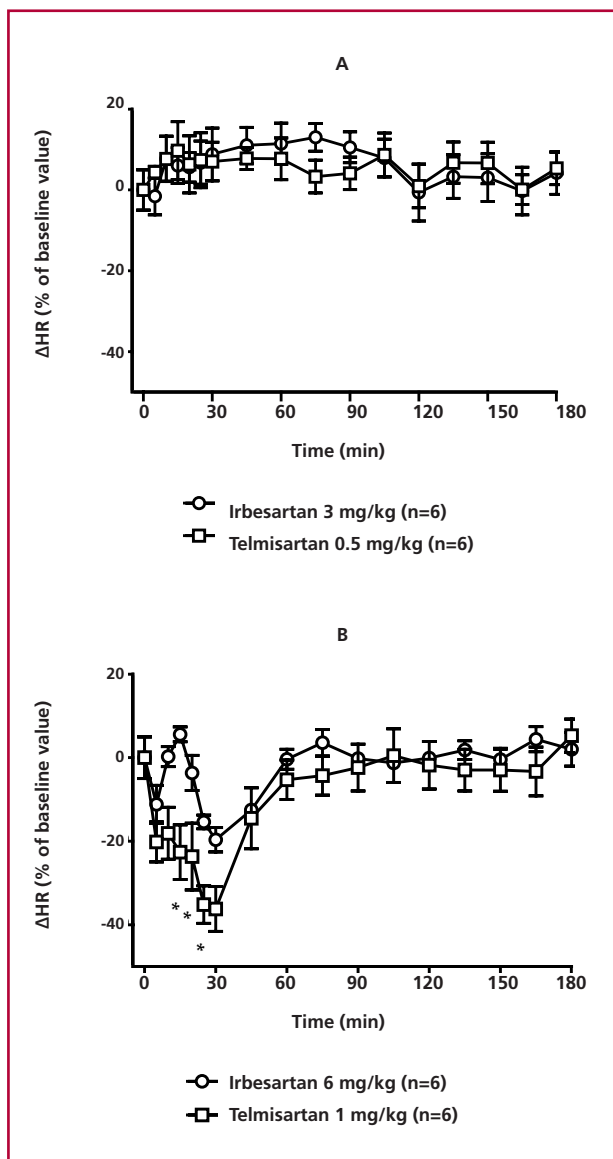 A
ΔHR (% of baseline value)
20
0
-20
-40
0 30 60 90 120 150 180
Time (min)
Irbesartan 3 mg/kg (n=6)
Telmisartan 0.5 mg/kg (n=6)
B
ΔHR (% of baseline value)
20
0
-20
-40
* *
*
0 30 60 90 120 150 180
Time (min)
Irbesartan 6 mg/kg (n=6)
Telmisartan 1 mg/kg (n=6)